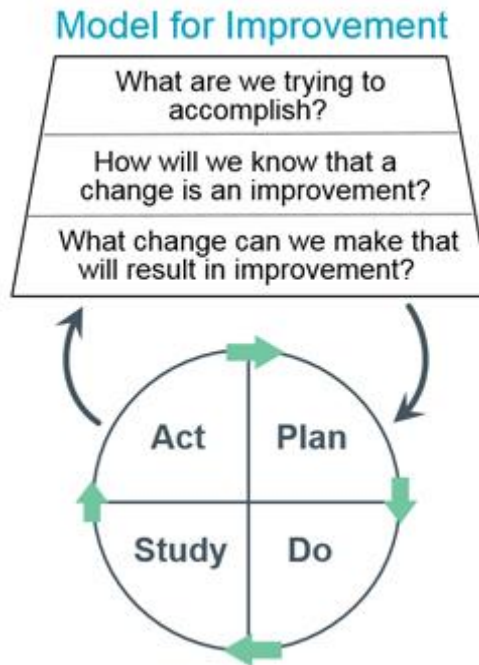 Model for Improvement
What are we trying to
accomplish?
How will we know that a
change is an improvement?
What change can we make that
will result in improvement?
Act
Plan
Study
Do